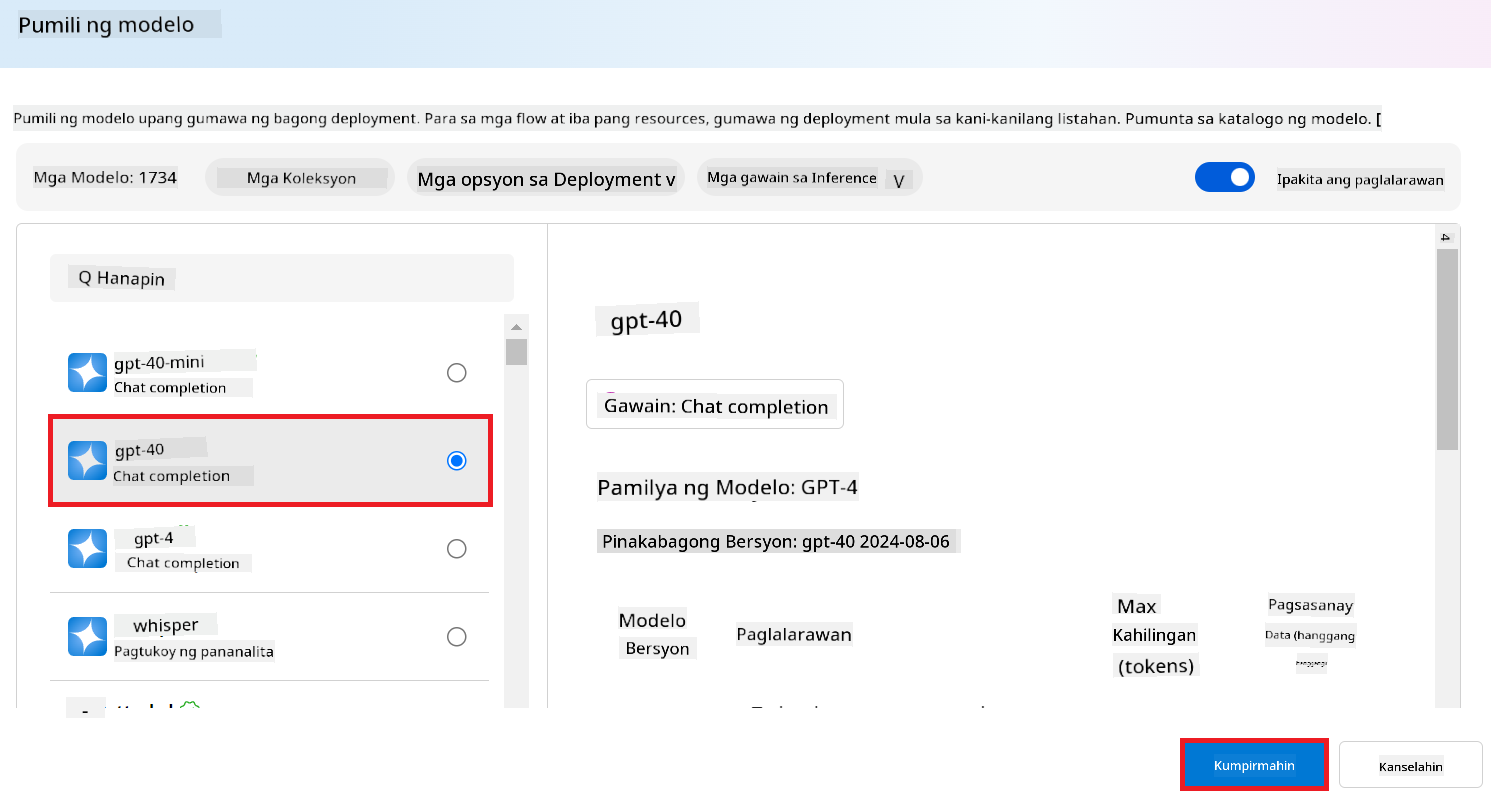 Pumili ng modelo
Pumili ng modelo upang gumawa ng bagong deployment. Para sa mga flow at iba pang resources, gumawa ng deployment mula sa kani-kanilang listahan. Pumunta sa katalogo ng modelo. [
Mga Modelo: 1734
Mga Koleksyon
Mga opsyon sa Deployment v
Mga gawain sa Inference V
Ipakita ang paglalarawan
Q Hanapin
gpt-40-mini
Chat completion
gpt-40
Chat completion
gpt-4
Chat completion
whisper
Pagtukoy ng pananalita
4
gpt-40
Gawain: Chat completion
Pamilya ng Modelo: GPT-4
Pinakabagong Bersyon: gpt-40 2024-08-06
Modelo
Bersyon
Paglalarawan
Max
Kahilingan
(tokens)
Pagsasanay
Data (hanggang
Kumpirmahin
Kanselahin